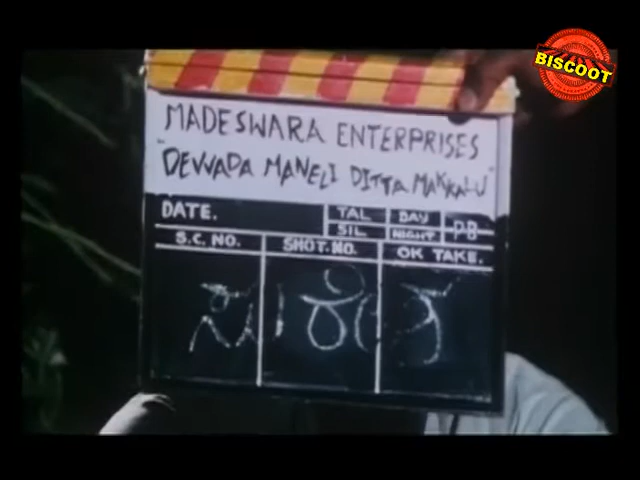 BISCOOT
MADESWARA ENTERPRISES
"DEVVADA MANELI DITTA MAKKALU"
DATE.
TAL DAY
SIL. NIGHT PB
S.C. NO. SHOT. NO. OK TAKE.